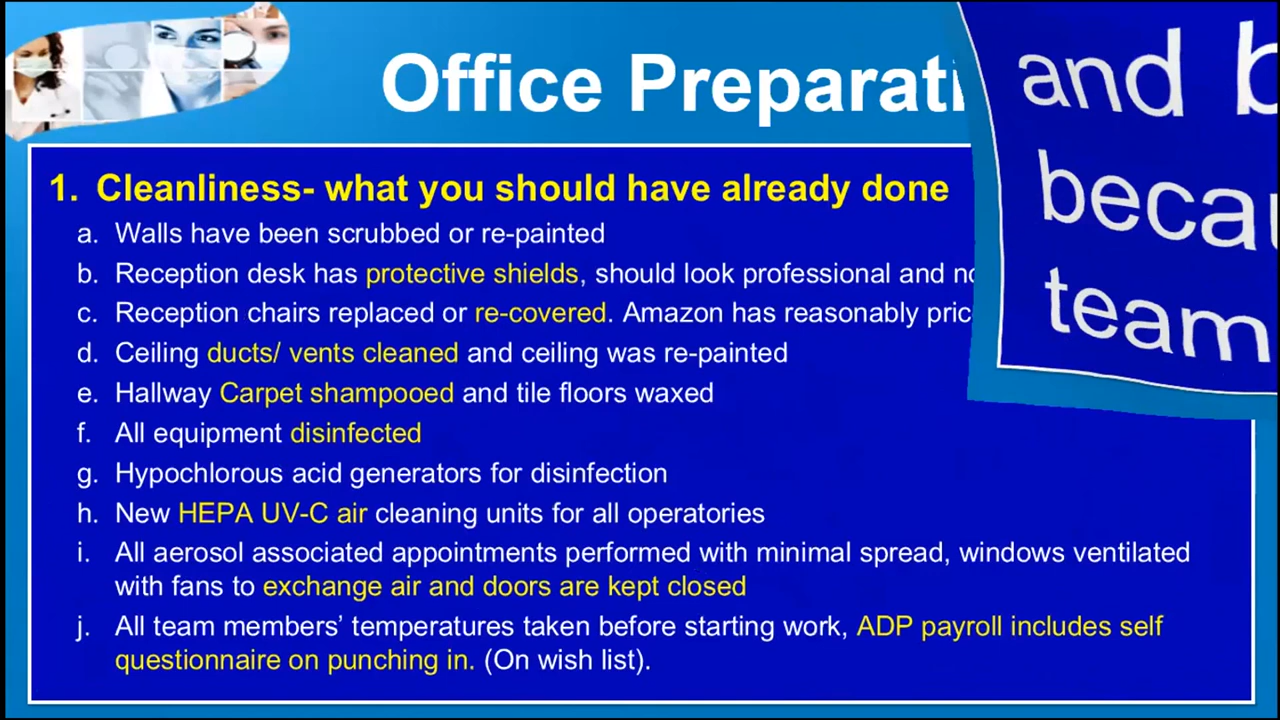 Office Preparati
1. Cleanliness- what you should have already done
a. Walls have been scrubbed or re-painted
b. Reception desk has protective shields, should look professional and
c. Reception chairs replaced or re-covered. Amazon has reasonably
d. Ceiling ducts/ vents cleaned and ceiling was re-painted
e. Hallway Carpet shampooed and tile floors waxed
f. All equipment disinfected
g. Hypochlorous acid generators for disinfection
h. New HEPA UV-C air cleaning units for all operatories
i. All aerosol associated appointments performed with minimal spread, windows ventilated
with fans to exchange air and doors are kept closed
j. All team members’ temperatures taken before starting work, ADP payroll includes self
questionnaire on punching in. (On wish list).
and
becau
team